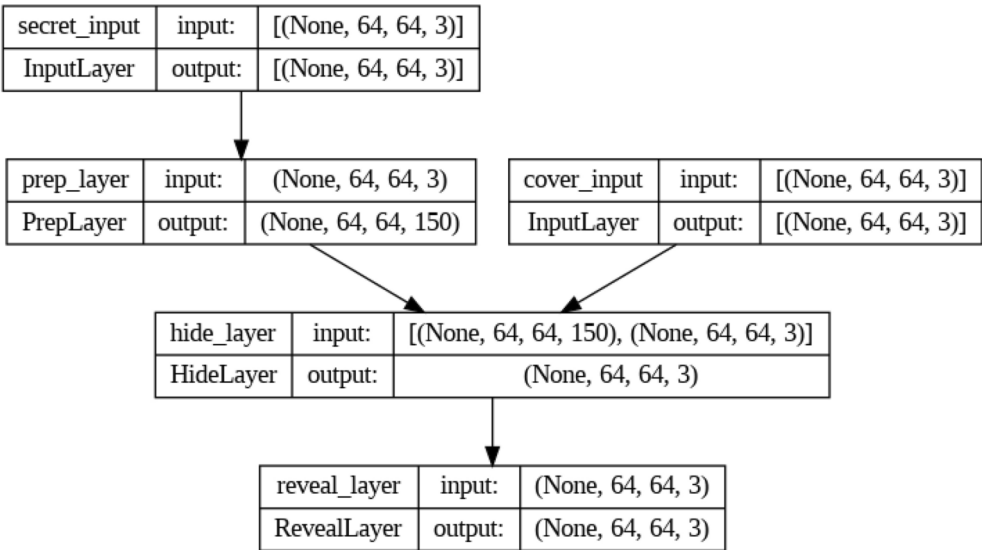 secret_input input: [(None, 64, 64, 3)]
InputLayer output: [(None, 64, 64, 3)]
prep_layer input: (None, 64, 64, 3)
PrepLayer output: (None, 64, 64, 150)
cover_input input: [(None, 64, 64, 3)]
InputLayer output: [(None, 64, 64, 3)]
hide_layer input: [(None, 64, 64, 150), (None, 64, 64, 3)]
HideLayer output: (None, 64, 64, 3)
reveal_layer input: (None, 64, 64, 3)
RevealLayer output: (None, 64, 64, 3)